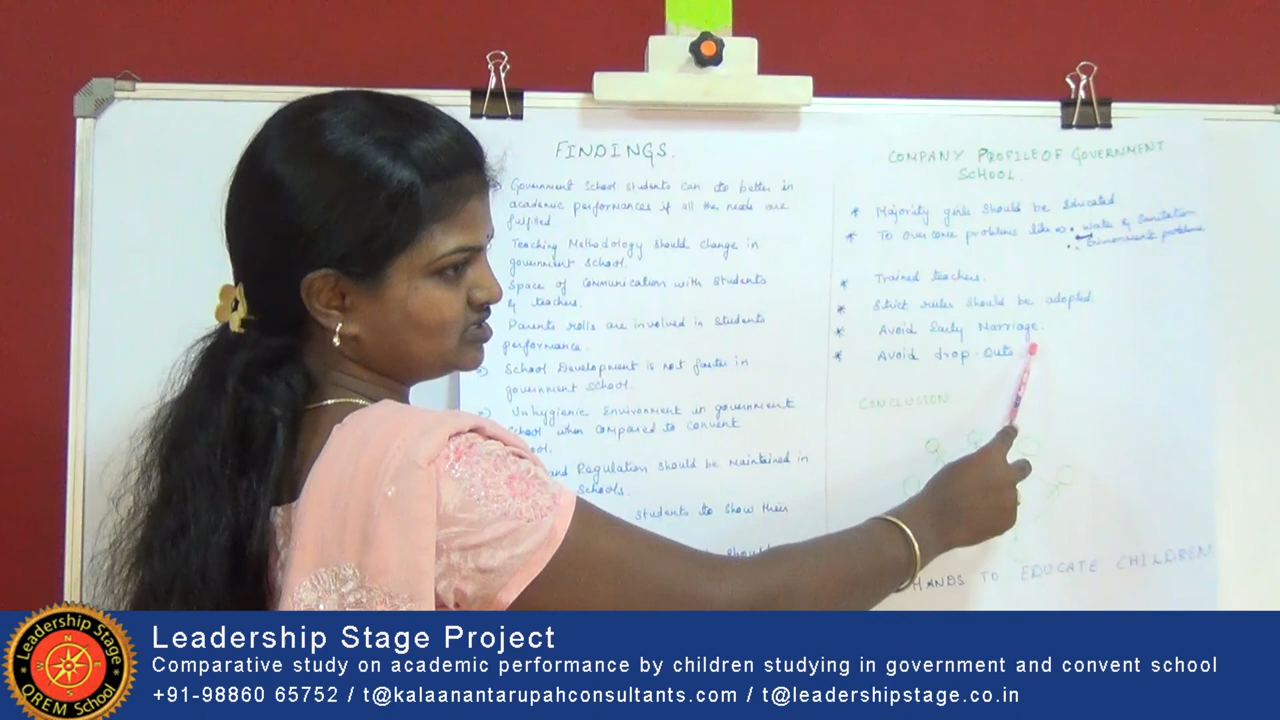 FINDINGS.
Government School students can do better in
academic performances if all the needs are
fulfilled
Teaching Methodology should change in
government school.
Space of communication with students
& teachers.
Parents rolls are involved in students
performance.
School Development is not faster in
government school.
Unhygienic Environment in government
School when compared to convent
and Regulation should be maintained in
schools.
students to show their
COMPANY PROFILE OF GOVERNMENT
SCHOOL.
* Majority girls should be educated
* To over come problems like • Water & Sanitation
* Trained teachers.
* Strict rules should be adopted.
* Avoid Early Marriage.
* Avoid drop-outs
CONCLUSION
HANDS TO EDUCATE CHILDREN
Leadership Stage
N
W
E
S
OREM School
Leadership Stage Project
Comparative study on academic performance by children studying in government and convent school
+91-98860 65752 / t@kalaanantarupahconsultants.com / t@leadershipstage.co.in